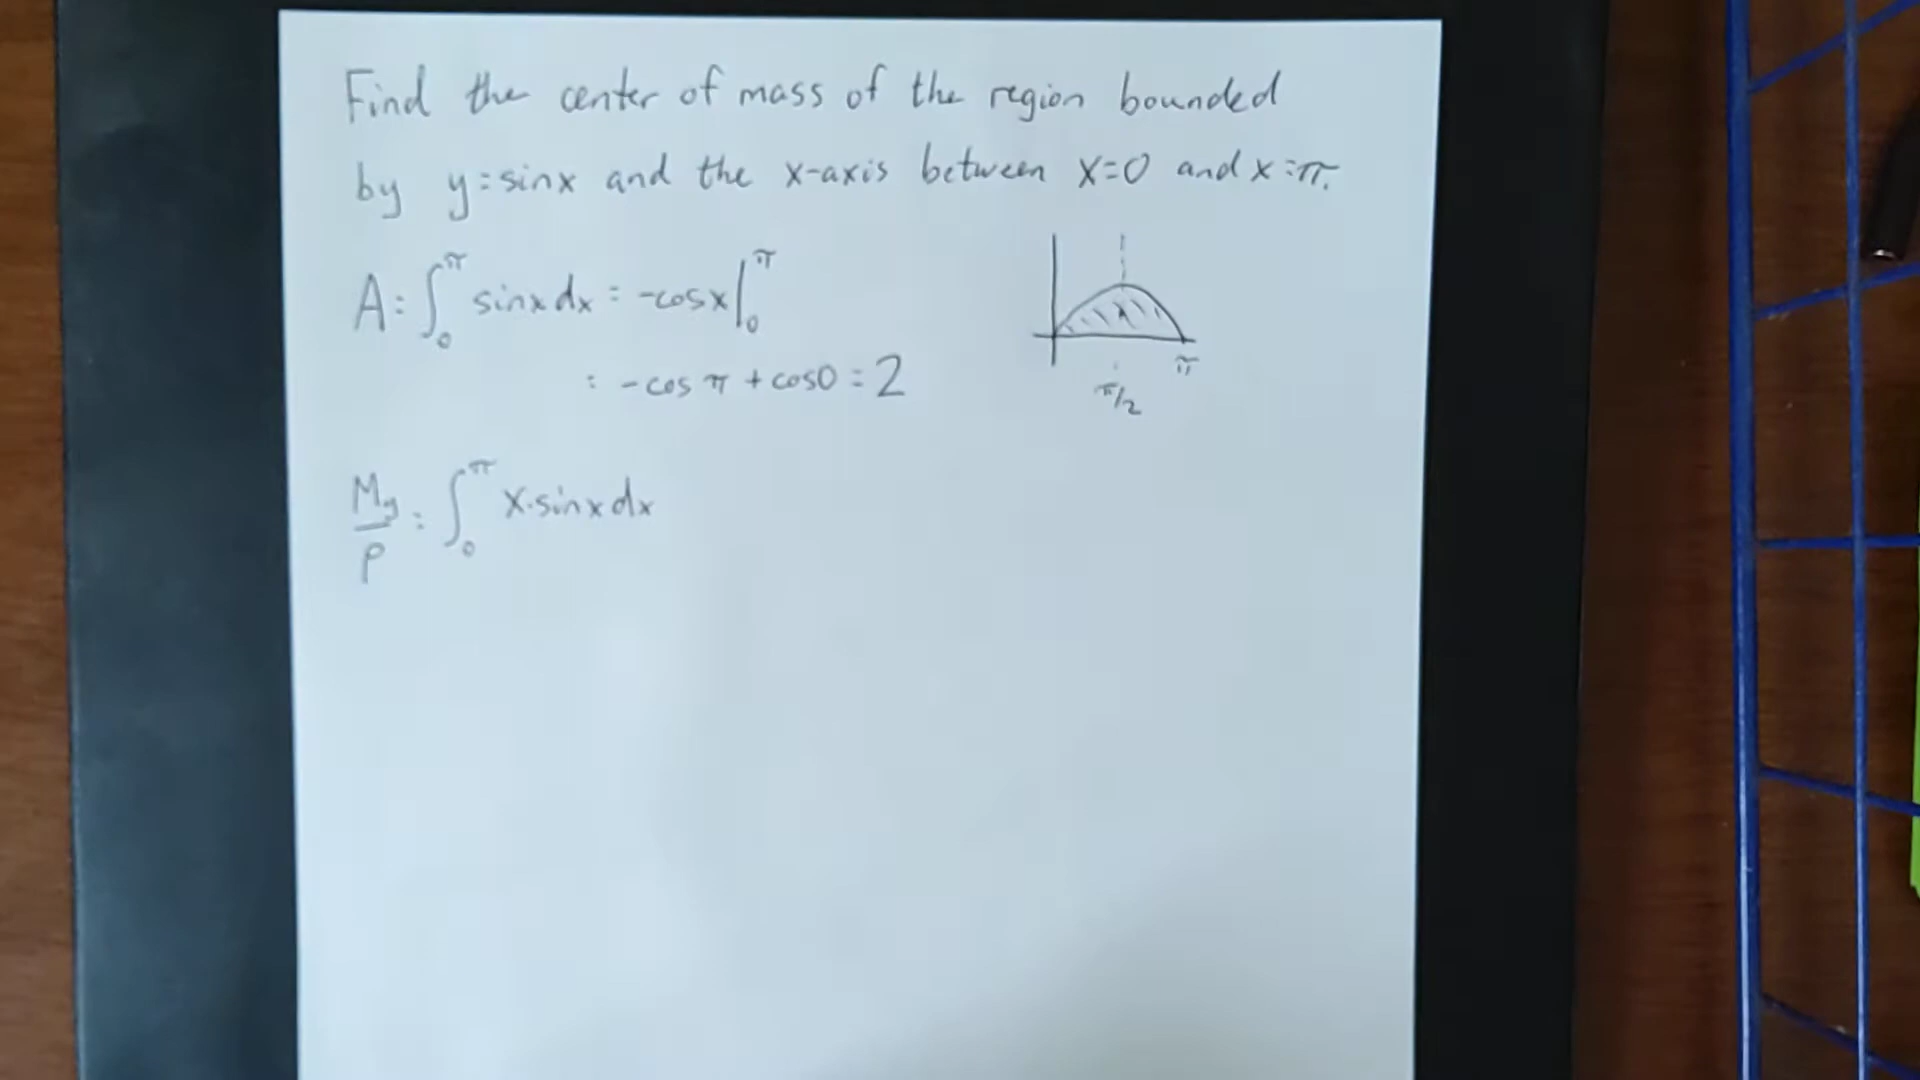 Find the center of mass of the region bounded
by y=sinx and the x-axis between x=0 and x=π.
A = ∫₀^π sinx dx = -cosx |₀^π
= -cos π + cos0 = 2
π
π/2
My/ρ = ∫₀^π x·sinx dx